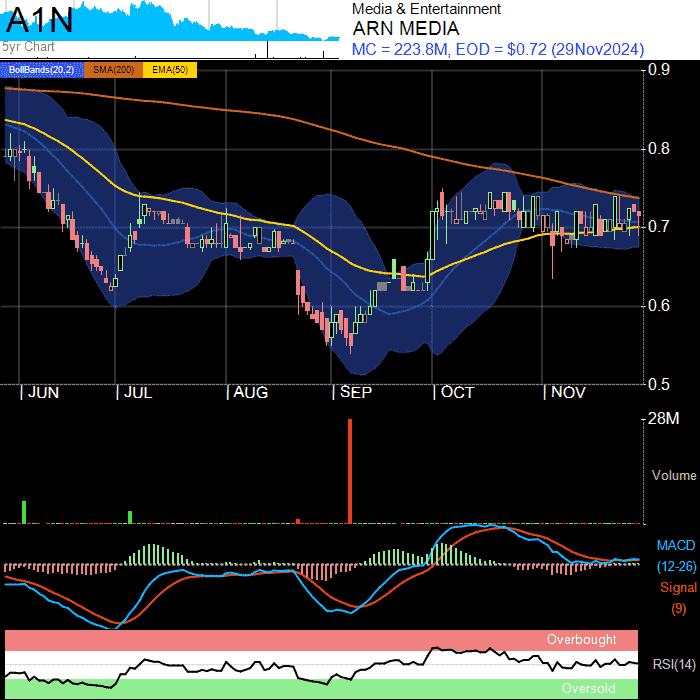 A1N
5yr Chart
Media & Entertainment
ARN MEDIA
MC = 223.8M, EOD = $0.72 (29Nov2024)
BollBands(20,2) SMA(200) EMA(50)
0.9
0.8
0.7
0.6
0.5
JUN JUL AUG SEP OCT NOV
28M
Volume
MACD
(12-26)
Signal
(9)
Overbought
RSI(14)
Oversold